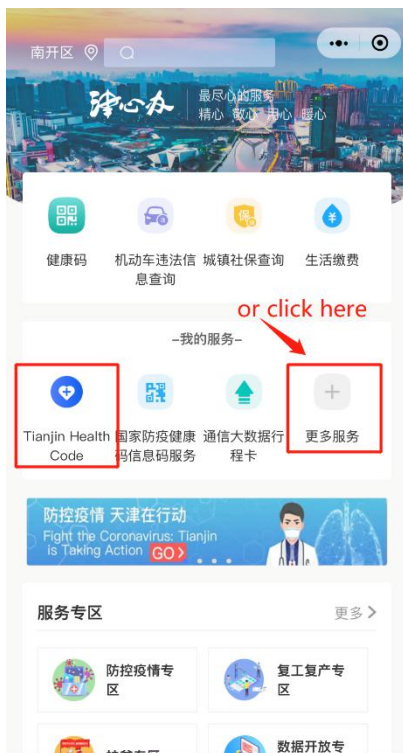 南开区
津心办
最尽心的服务
精心 敬心 用心 暖心
健康码
机动车违法信
息查询
城镇社保查询
生活缴费
or click here
–我的服务–
Tianjin Health
Code
国家防疫健康
码信息码服务
通信大数据行
程卡
更多服务
防控疫情 天津在行动
Fight the Coronavirus: Tianjin
is Taking Action GO
服务专区
更多
防控疫情专
区
复工复产专
区
数据开放专